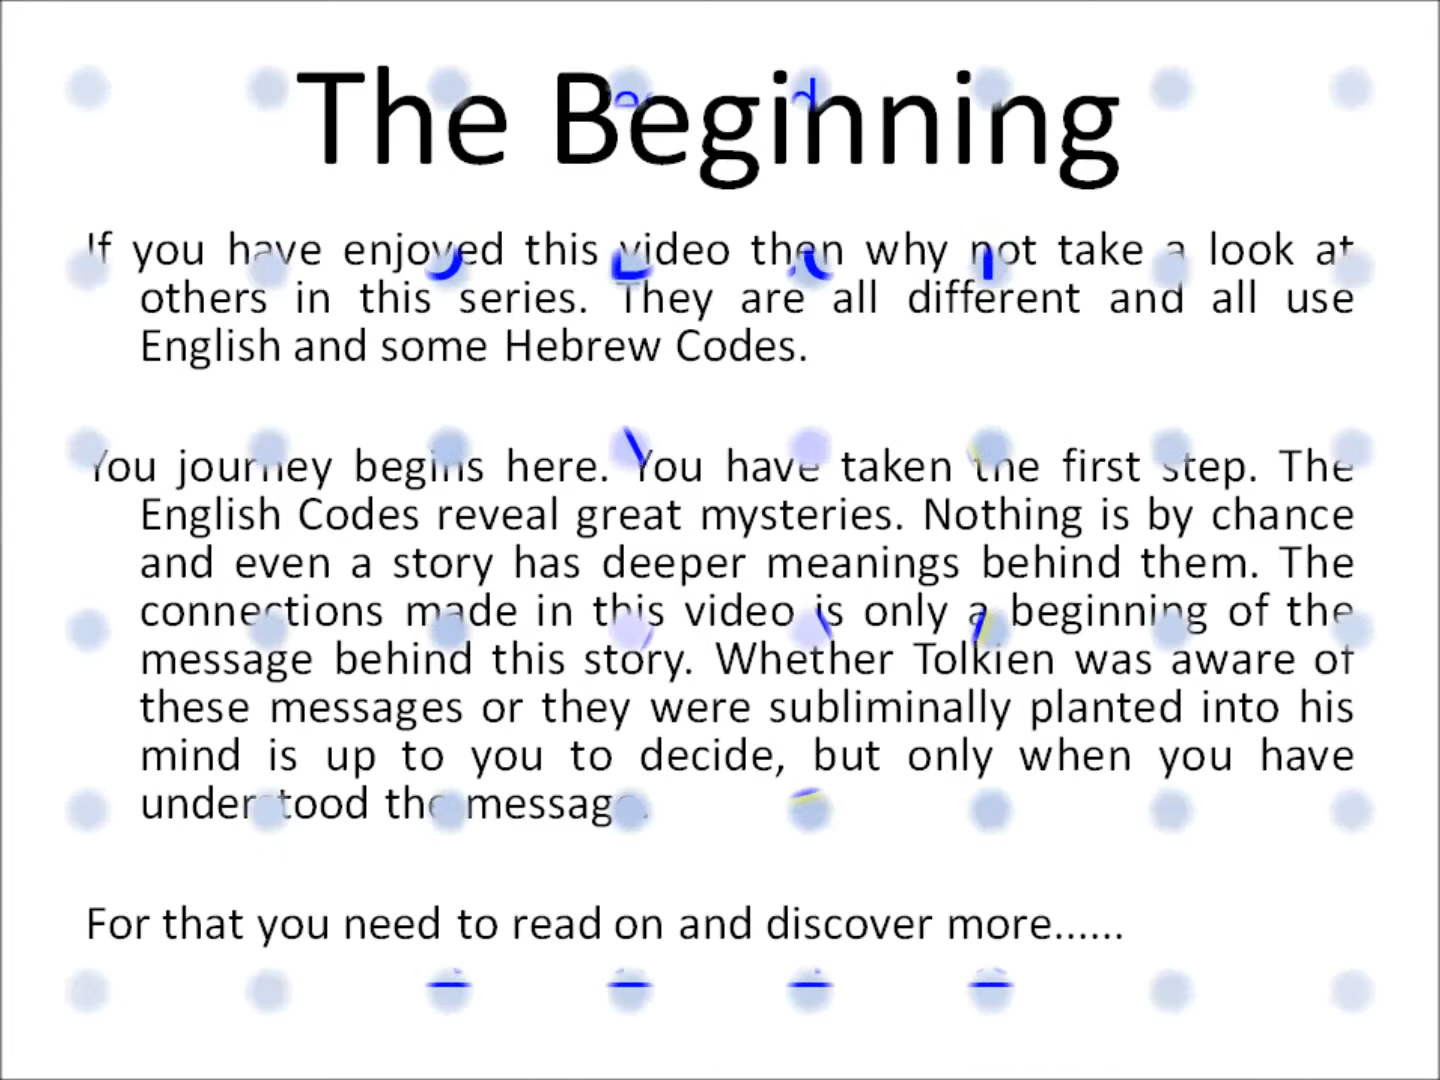 The Beginning
If you have enjoyed this video then why not take a look at
others in this series. They are all different and all use
English and some Hebrew Codes.
You journey begins here. You have taken the first step. The
English Codes reveal great mysteries. Nothing is by chance
and even a story has deeper meanings behind them. The
connections made in this video is only a beginning of the
message behind this story. Whether Tolkien was aware of
these messages or they were subliminally planted into his
mind is up to you to decide, but only when you have
understood the message.
For that you need to read on and discover more......